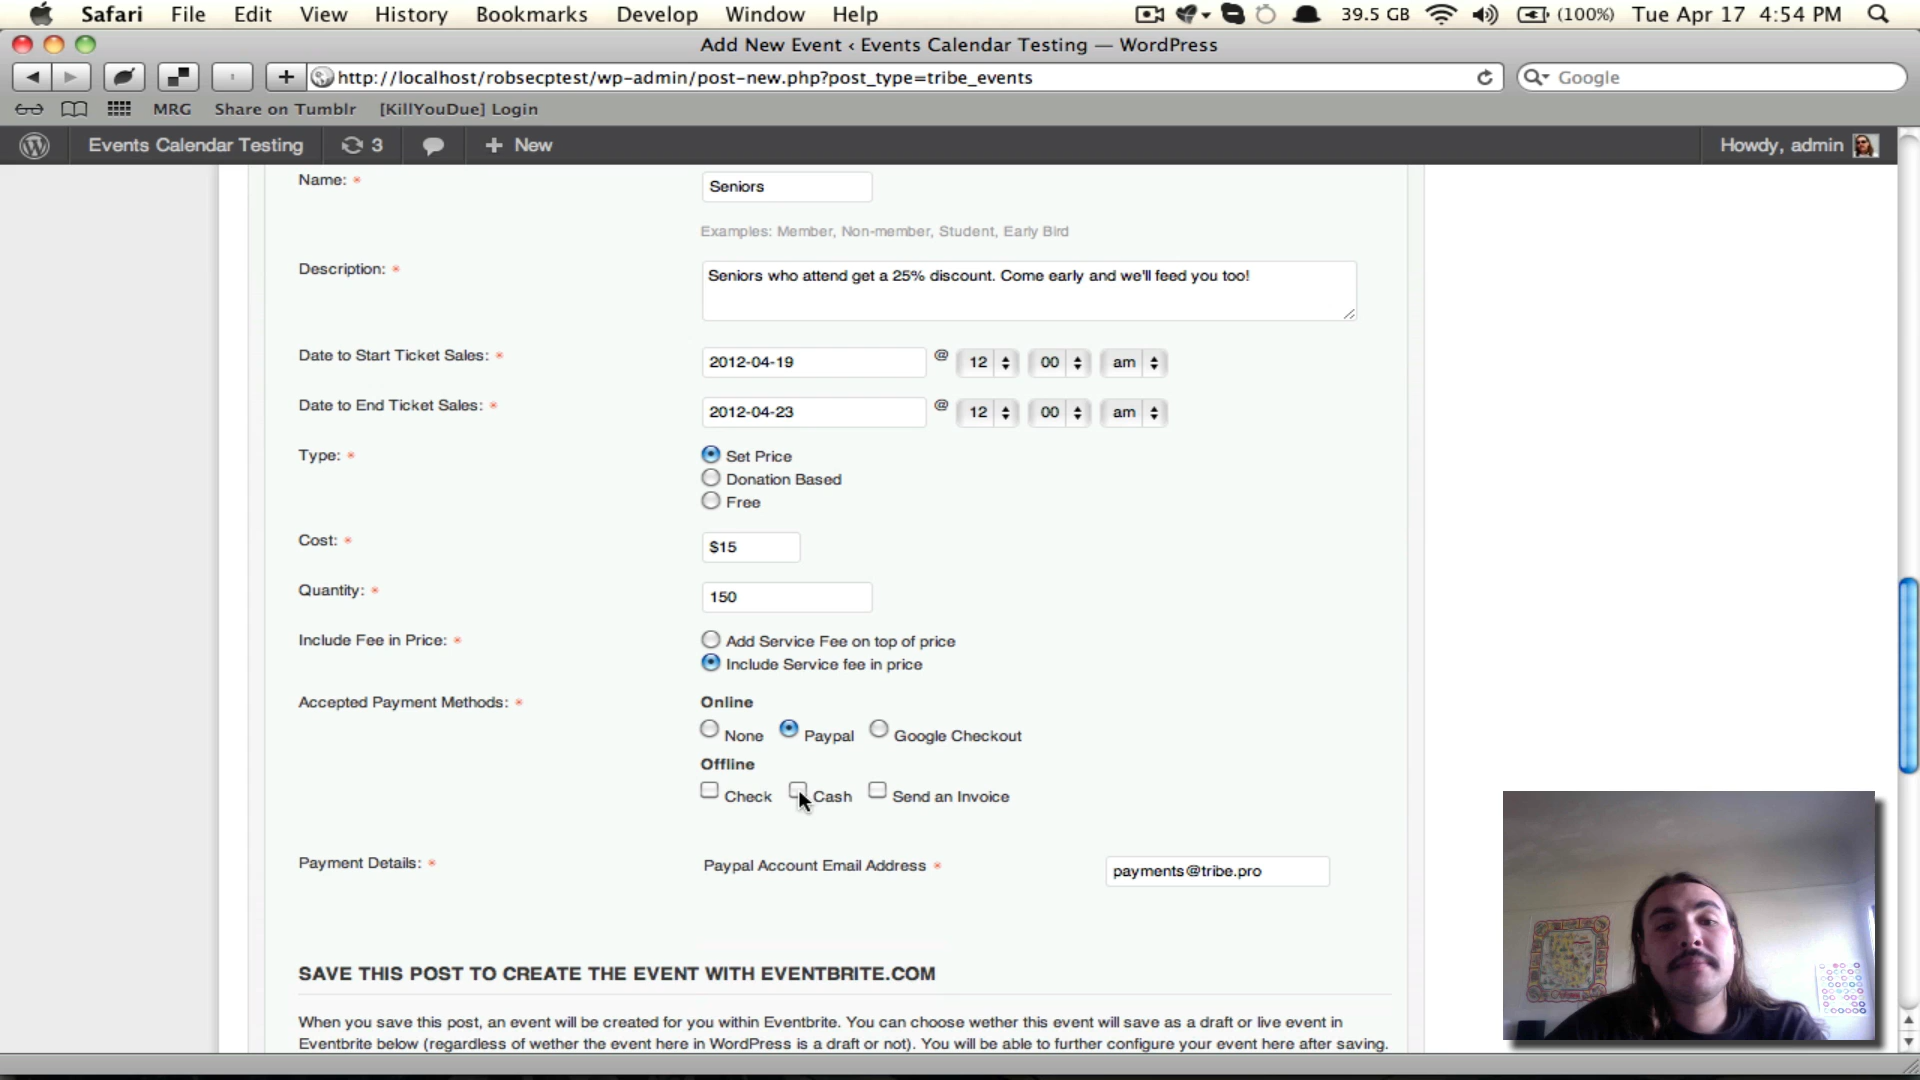 Safari File Edit View History Bookmarks Develop Window Help 39.5 GB (100%) Tue Apr 17 4:54 PM
Add New Event ‹ Events Calendar Testing — WordPress
http://localhost/robsecptest/wp-admin/post-new.php?post_type=tribe_events Google
MRG Share on Tumblr [KillYouDue] Login
Events Calendar Testing 3 + New Howdy, admin
Name: * Seniors
Examples: Member, Non-member, Student, Early Bird
Description: * Seniors who attend get a 25% discount. Come early and we'll feed you too!
Date to Start Ticket Sales: * 2012-04-19 @ 12 00 am
Date to End Ticket Sales: * 2012-04-23 @ 12 00 am
Type: * Set Price
Donation Based
Free
Cost: * $15
Quantity: * 150
Include Fee in Price: * Add Service Fee on top of price
Include Service fee in price
Accepted Payment Methods: * Online
None Paypal Google Checkout
Offline
Check Cash Send an Invoice
Payment Details: * Paypal Account Email Address * payments@tribe.pro
SAVE THIS POST TO CREATE THE EVENT WITH EVENTBRITE.COM
When you save this post, an event will be created for you within Eventbrite. You can choose wether this event will save as a draft or live event in
Eventbrite below (regardless of wether the event here in WordPress is a draft or not). You will be able to further configure your event here after saving.